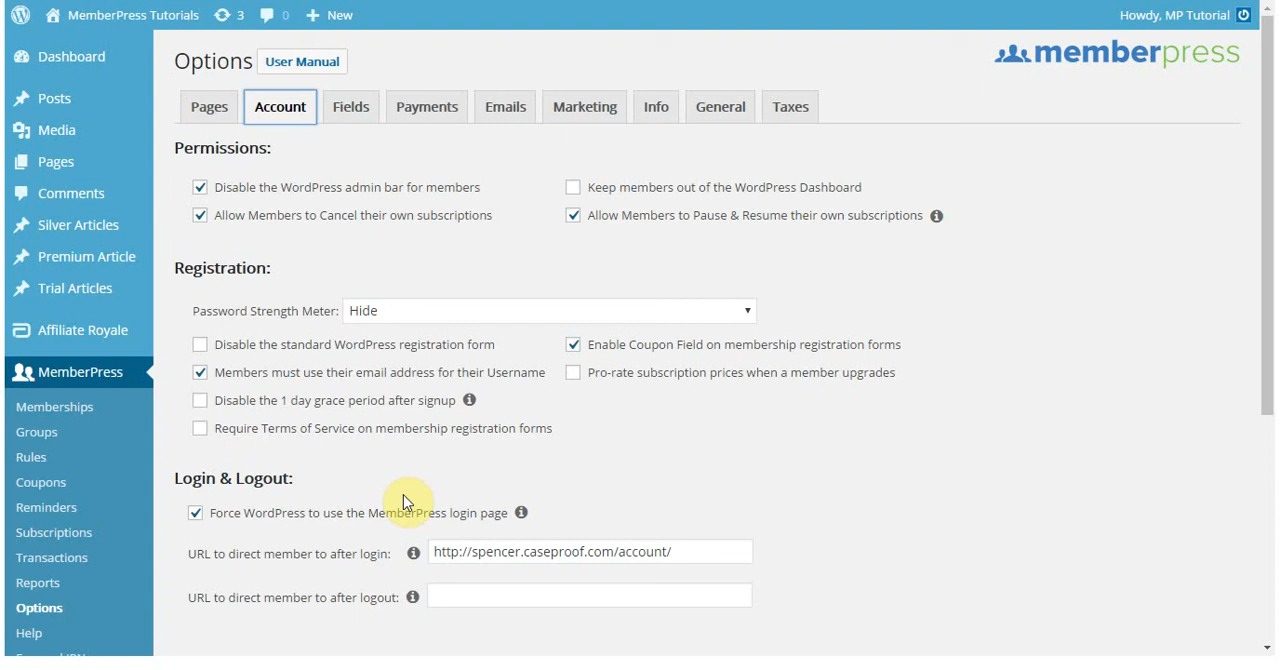 MemberPress Tutorials 3 0 New Howdy, MP Tutorial
Dashboard
Posts
Media
Pages
Comments
Silver Articles
Premium Article
Trial Articles
Affiliate Royale
MemberPress
Memberships
Groups
Rules
Coupons
Reminders
Subscriptions
Transactions
Reports
Options
Help
Options User Manual
memberpress
Pages Account Fields Payments Emails Marketing Info General Taxes
Permissions:
Disable the WordPress admin bar for members Keep members out of the WordPress Dashboard
Allow Members to Cancel their own subscriptions Allow Members to Pause & Resume their own subscriptions
Registration:
Password Strength Meter: Hide
Disable the standard WordPress registration form Enable Coupon Field on membership registration forms
Members must use their email address for their Username Pro-rate subscription prices when a member upgrades
Disable the 1 day grace period after signup
Require Terms of Service on membership registration forms
Login & Logout:
Force WordPress to use the MemberPress login page
URL to direct member to after login: http://spencer.caseproof.com/account/
URL to direct member to after logout: